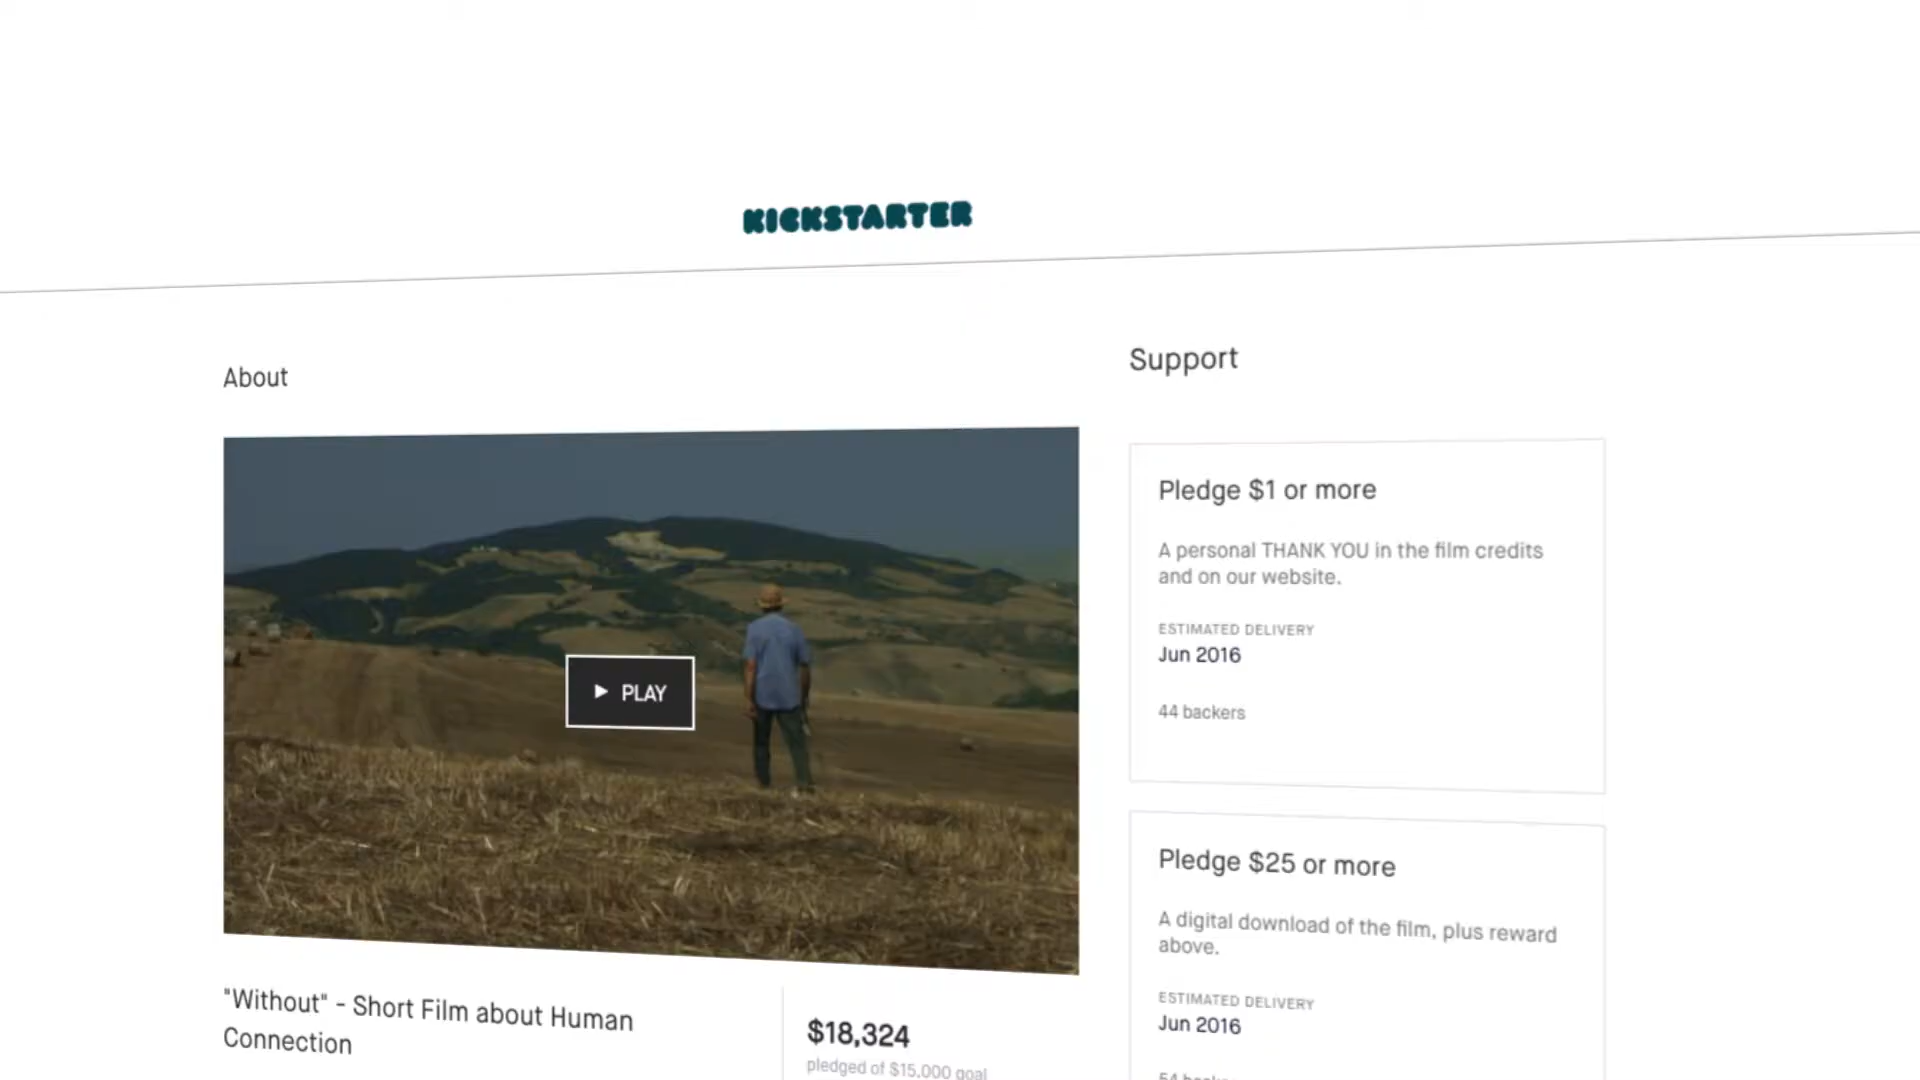 KICKSTARTER
About
PLAY
"Without" - Short Film about Human
Connection
$18,324
pledged of $15,000 goal
Support
Pledge $1 or more
A personal THANK YOU in the film credits
and on our website.
ESTIMATED DELIVERY
Jun 2016
44 backers
Pledge $25 or more
A digital download of the film, plus reward
above.
ESTIMATED DELIVERY
Jun 2016